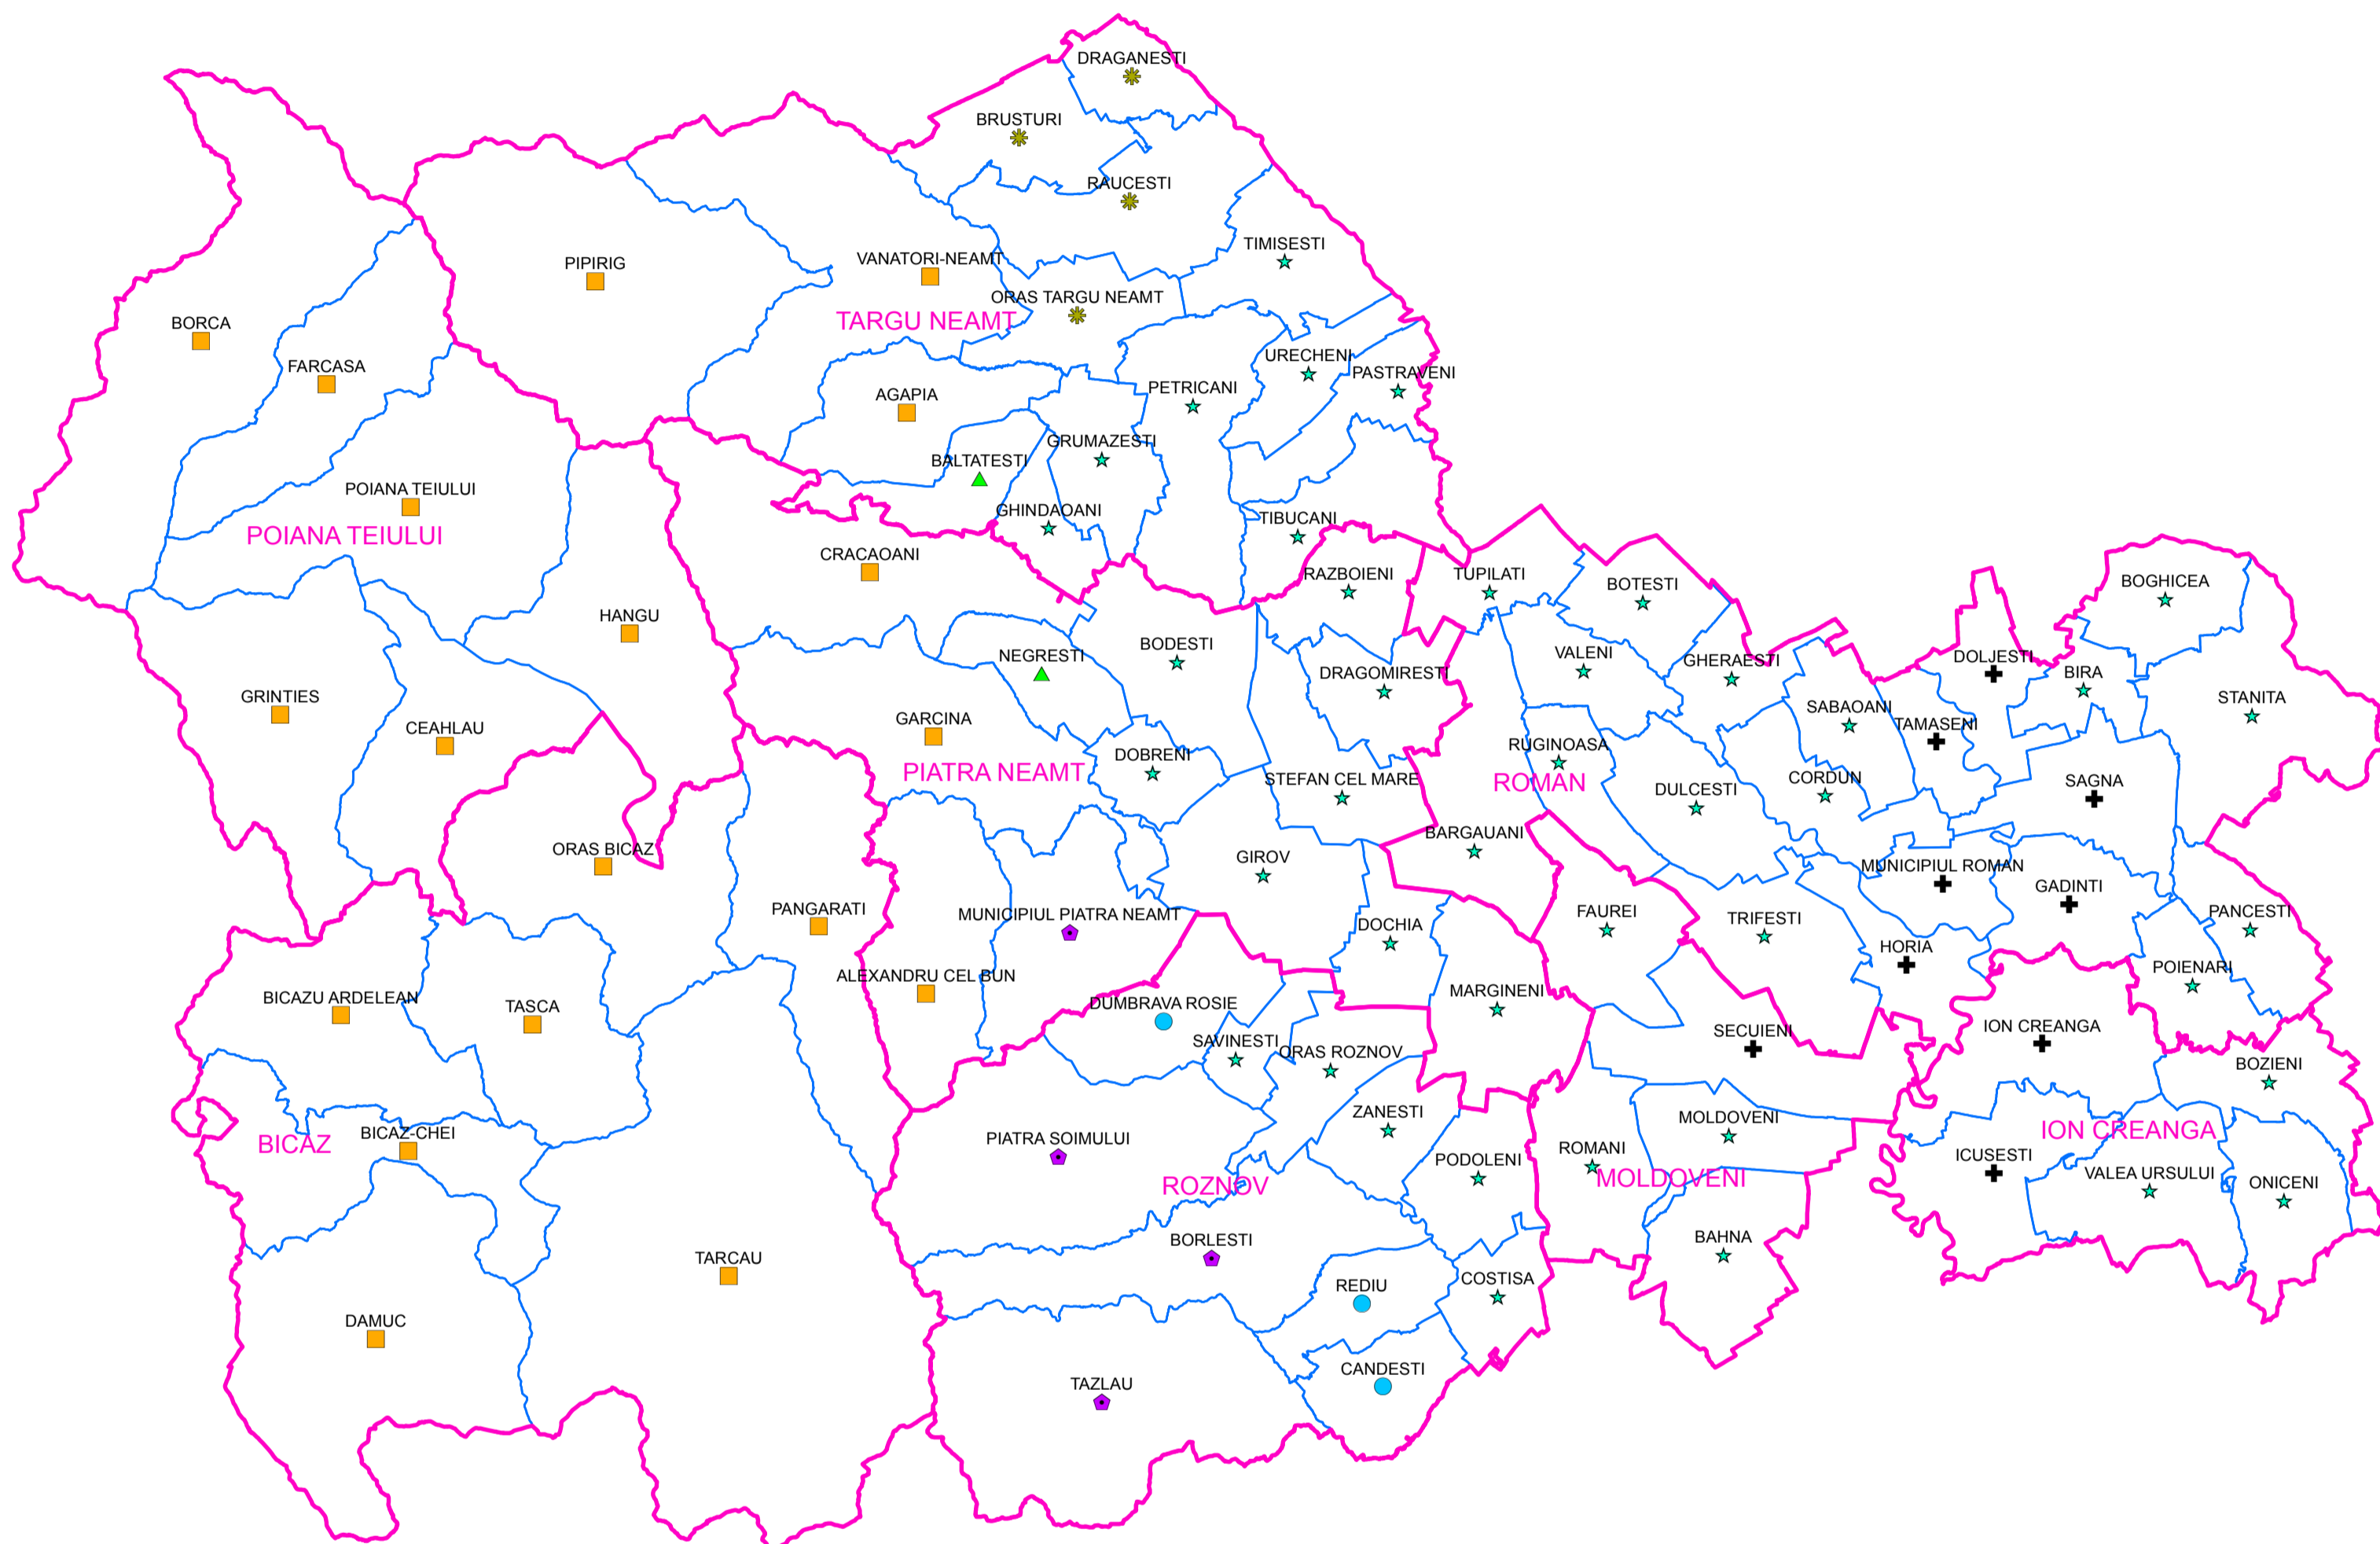 DRAGANESTI
BRUSTURI
RAUCESTI
TIMISESTI
PIPIRIG
VANATORI-NEAMT
ORAS TARGU NEAMT
TARGU NEAMT
BORCA
FARCASA
URECHENI
PASTRAVENI
PETRICANI
AGAPIA
GRUMAZESTI
BALTATESTI
POIANA TEIULUI
POIANA TEIULUI
GHINDAOANI
TIBUCANI
CRACAOANI
RAZBOIENI
TUPILATI
BOTESTI
BOGHICEA
HANGU
BODESTI
NEGRESTI
VALENI
GHERAESTI
DOLJESTI
BIRA
DRAGOMIRESTI
GRINTIES
CEAHLAU
GARCINA
SABAOANI
TAMASENI
STANITA
DOBRENI
RUGINOASA
PIATRA NEAMT
STEFAN CEL MARE
ROMAN
DULCESTI
CORDUN
SAGNA
BARGAUANI
ORAS BICAZ
GIROV
MUNICIPIUL ROMAN
GADINTI
PANGARATI
MUNICIPIUL PIATRA NEAMT
DOCHIA
FAUREI
TRIFESTI
PANCESTI
HORIA
POIENARI
ALEXANDRU CEL BUN
BICAZU ARDELEAN
TASCA
DUMBRAVA ROSIE
MARGINENI
SAVINESTI
ORAS ROZNOV
SECUIENI
ION CREANGA
BOZIENI
ZANESTI
MOLDOVENI
ION CREANGA
BICAZ
BICAZ-CHEI
PIATRA SOIMULUI
PODOLENI
ROMANI
ICUSESTI
VALEA URSULUI
ONICENI
ROZNOV
MOLDOVENI
BORLESTI
BAHNA
TARCAU
REDIU
COSTISA
DAMUC
CANDESTI
TAZLAU